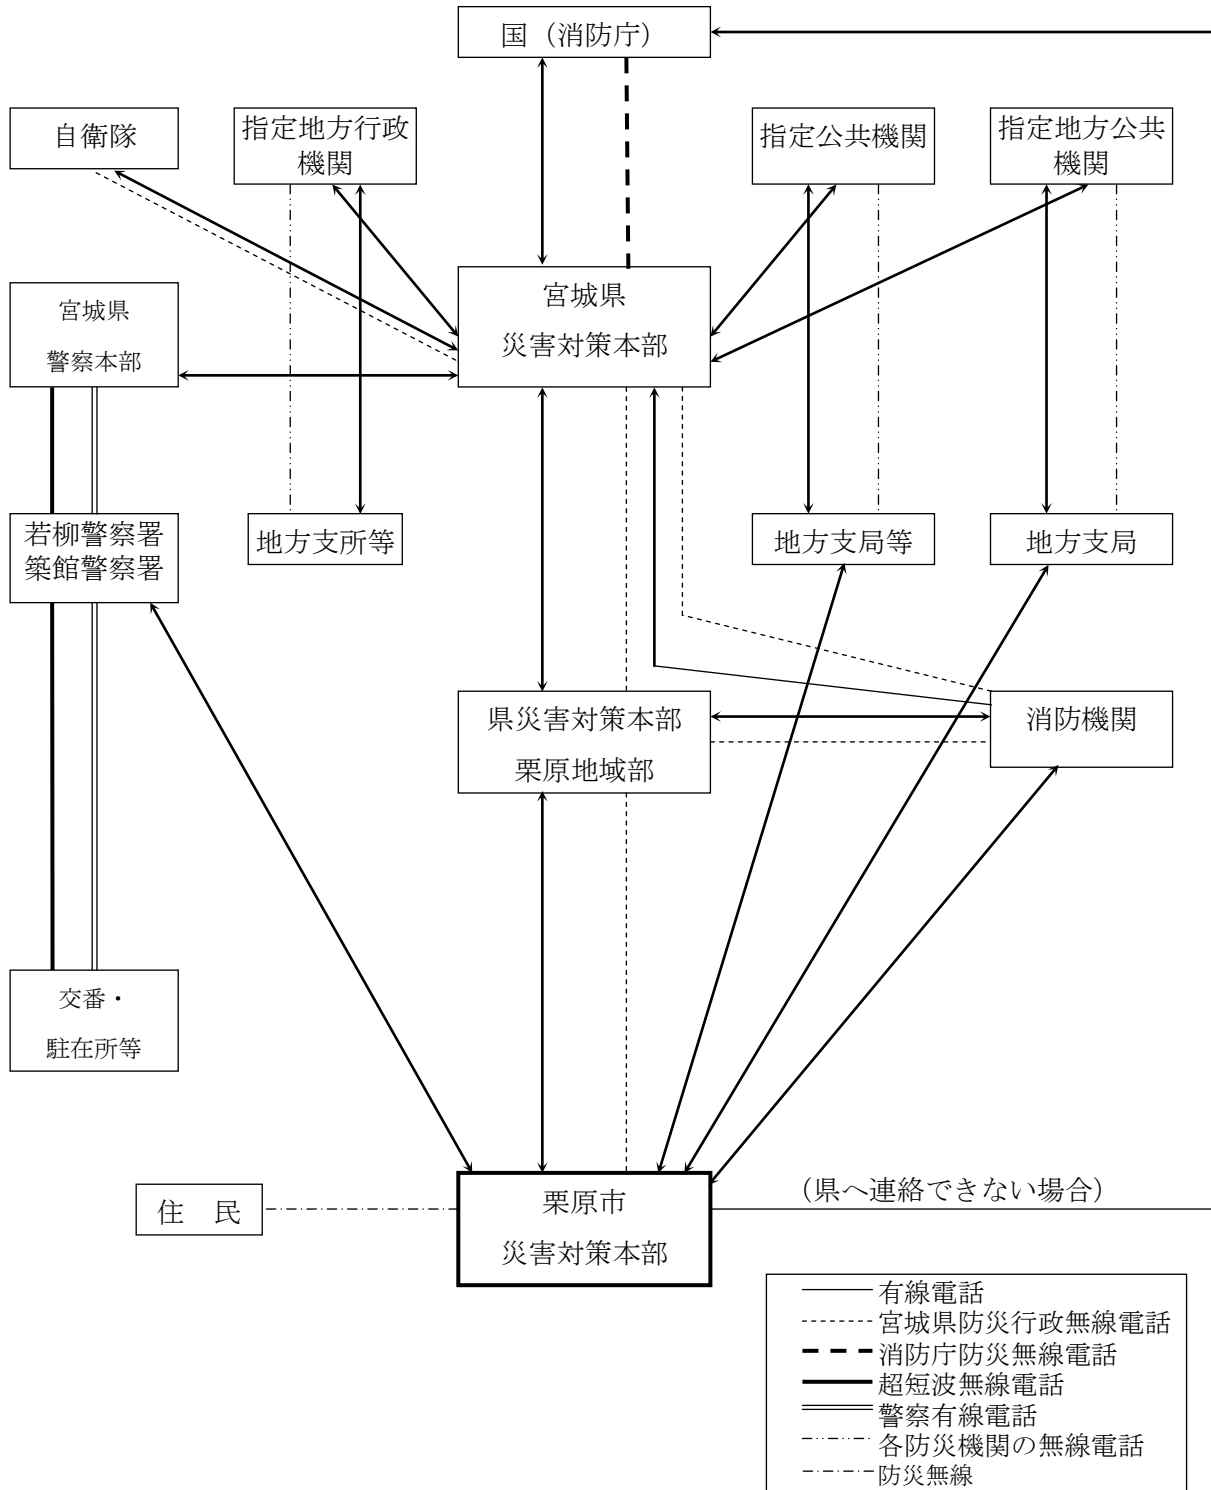 国（消防庁）
自衛隊
指定地方行政
機関
指定公共機関
指定地方公共
機関
宮城県
災害対策本部
宮城県
警察本部
若柳警察署
築館警察署
地方支所等
地方支局等
地方支局
県災害対策本部
栗原地域部
消防機関
交番・
駐在所等
住　民
栗原市
災害対策本部
（県へ連絡できない場合）
有線電話
宮城県防災行政無線電話
消防庁防災無線電話
超短波無線電話
警察有線電話
各防災機関の無線電話
防災無線